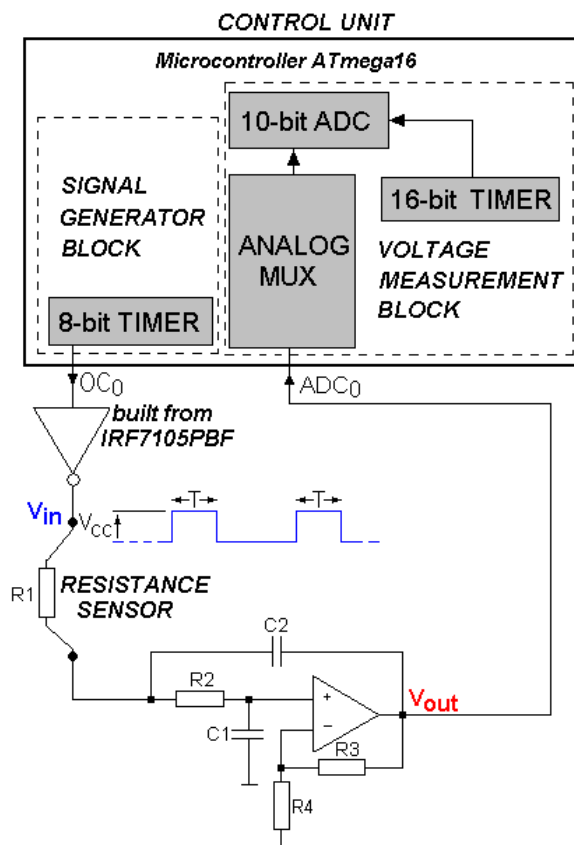 CONTROL UNIT
Microcontroller ATmega16
10-bit ADC
SIGNAL
GENERATOR
BLOCK
16-bit TIMER
ANALOG
MUX
VOLTAGE
MEASUREMENT
BLOCK
8-bit TIMER
OC0
ADC0
built from
IRF7105PBF
Vin
Vcc
T
T
R1
RESISTANCE
SENSOR
C2
R2
+
Vout
C1
−
R3
R4